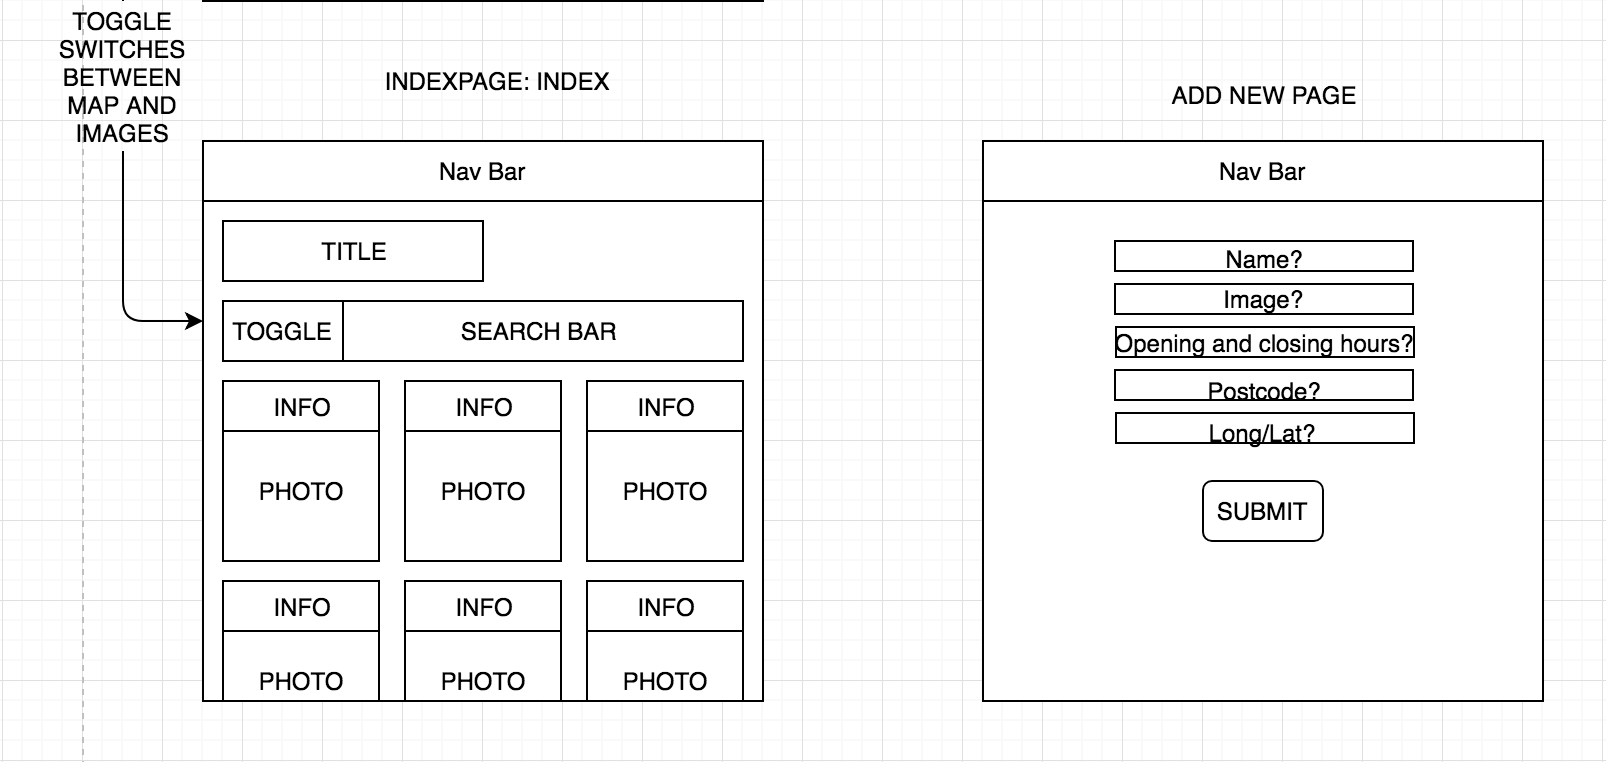 TOGGLE
SWITCHES
BETWEEN
MAP AND
IMAGES
INDEXPAGE: INDEX
Nav Bar
TITLE
TOGGLE
SEARCH BAR
INFO
INFO
INFO
PHOTO
PHOTO
PHOTO
INFO
INFO
INFO
PHOTO
PHOTO
PHOTO
ADD NEW PAGE
Nav Bar
Name?
Image?
Opening and closing hours?
Postcode?
Long/Lat?
SUBMIT